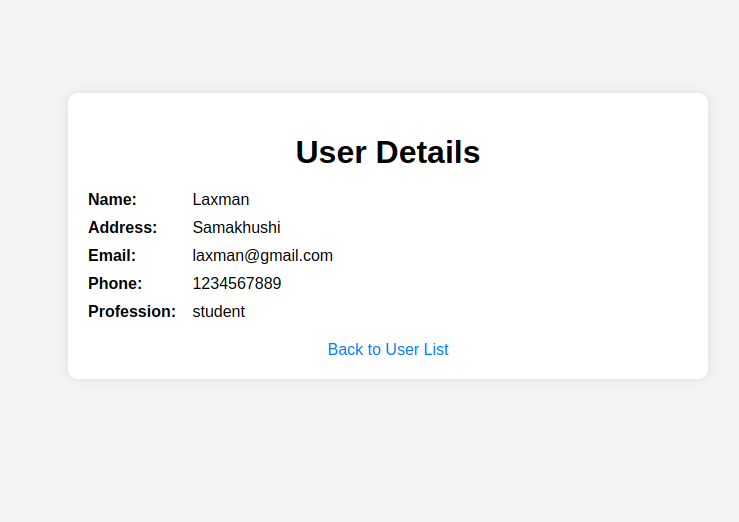 User Details
Name: Laxman
Address: Samakhushi
Email: laxman@gmail.com
Phone: 1234567889
Profession: student
Back to User List